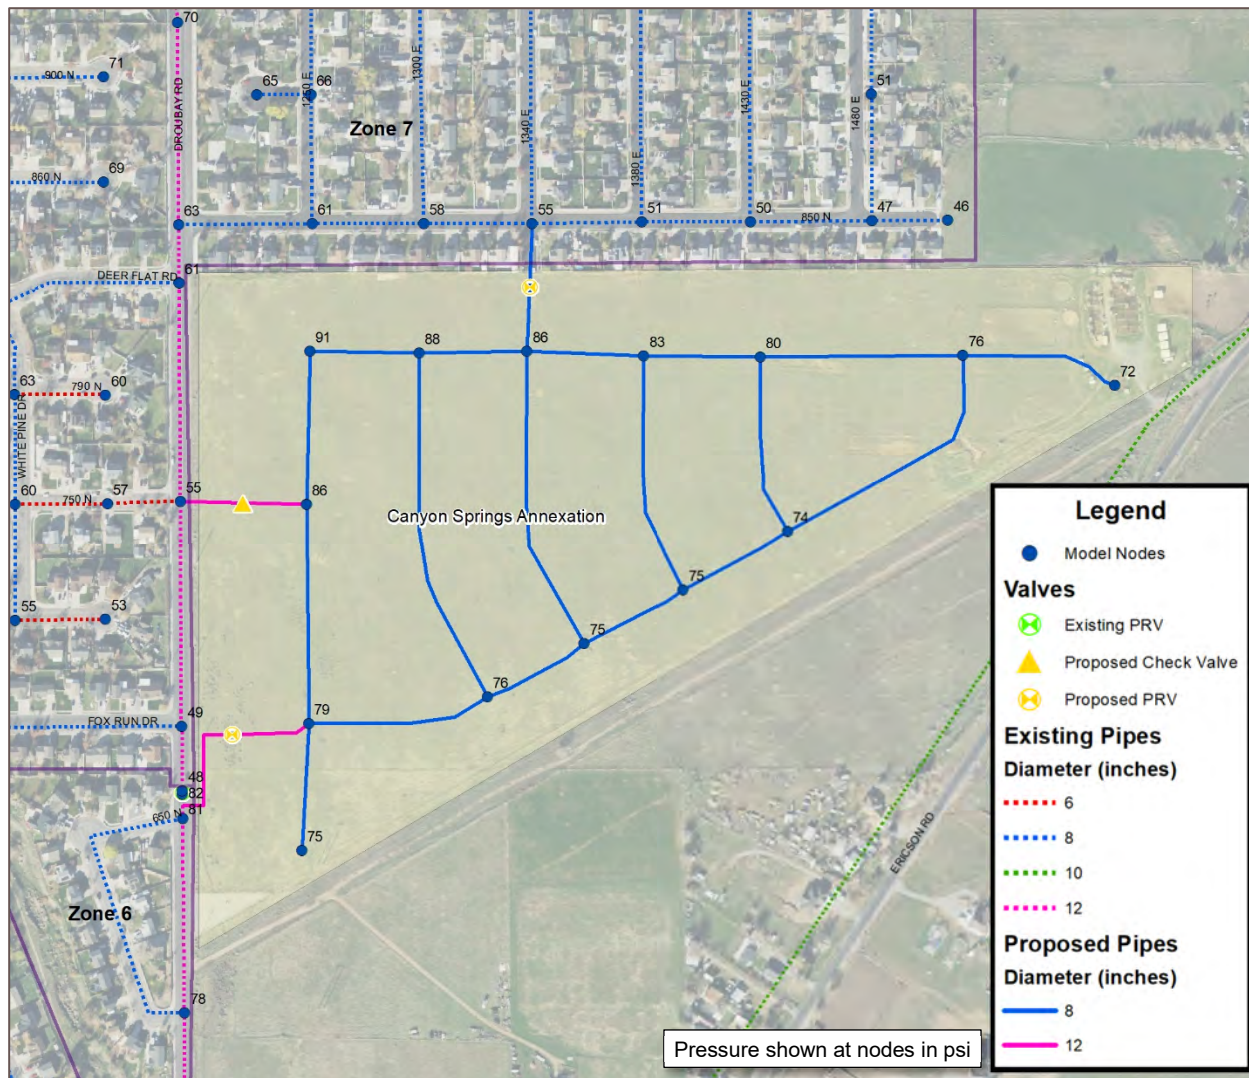 70
71
900 N
65
66
1250 E
1300 E
1340 E
1380 E
1430 E
1480 E
51
DROUBAY RD
Zone 7
69
860 N
63
61
58
55
51
50
850 N
47
46
DEER FLAT RD
61
91
88
86
83
80
76
72
63
790 N
60
WHITE PINE DR
60
750 N
57
55
86
Canyon Springs Annexation
74
75
55
53
75
76
79
FOX RUN DR
49
48
82
81
650 N
75
Zone 6
78
ERICSON RD
Legend
Model Nodes
Valves
Existing PRV
Proposed Check Valve
Proposed PRV
Existing Pipes
Diameter (inches)
6
8
10
12
Proposed Pipes
Diameter (inches)
8
12
Pressure shown at nodes in psi